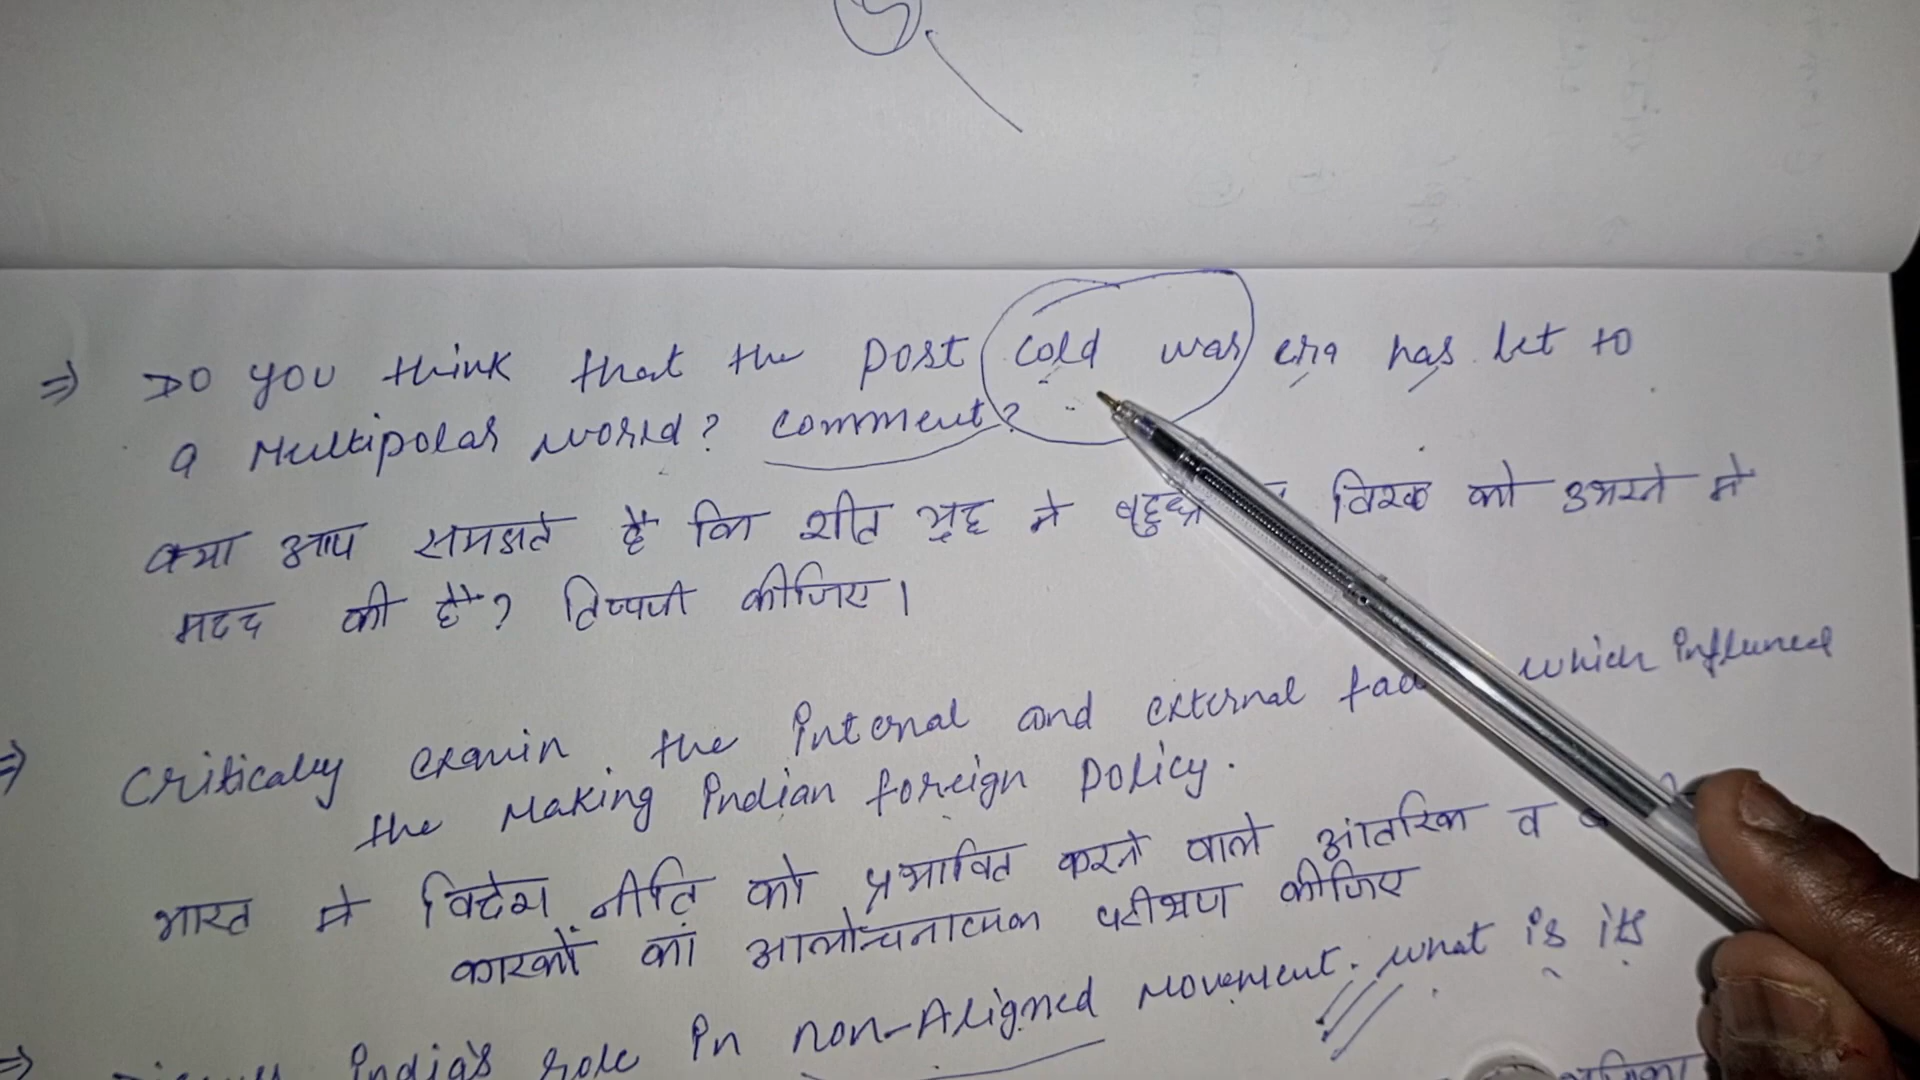 ⇒ DO YOU think that the Post cold war era has let to
a Multipolar world? comment?
क्या आप समझते है कि शीत युद्ध ने विश्व को उभरने मे
मदद की है? टिप्पणी कीजिए।
⇒ Critically examin the Internal and external which influned
the Making Indian foreign Policy.
भारत मे विदेश नीति को प्रभावित करने वाले आंतरिक व
कारकों का आलोचनात्मक परीक्षण कीजिए
⇒ India's role In non-Aligned Movement. what is its